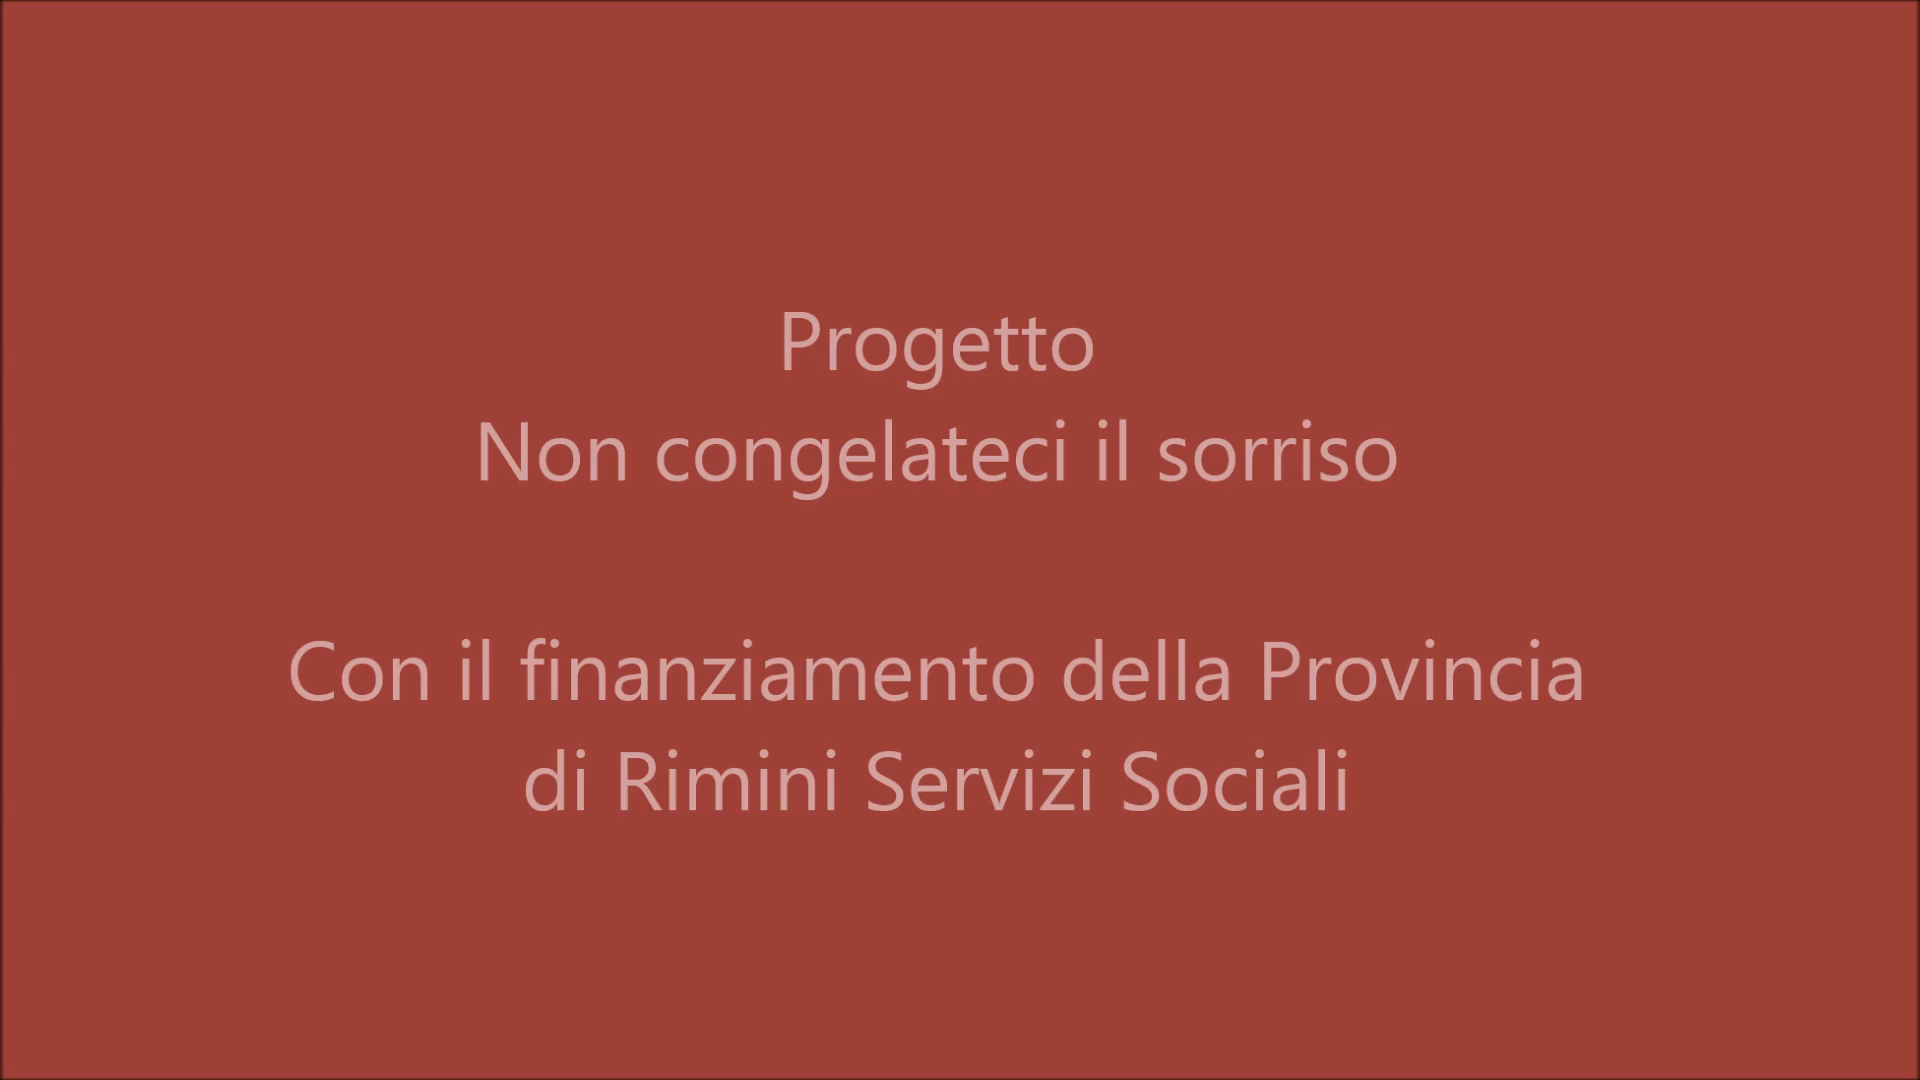 Progetto
Non congelateci il sorriso
Con il finanziamento della Provincia
di Rimini Servizi Sociali